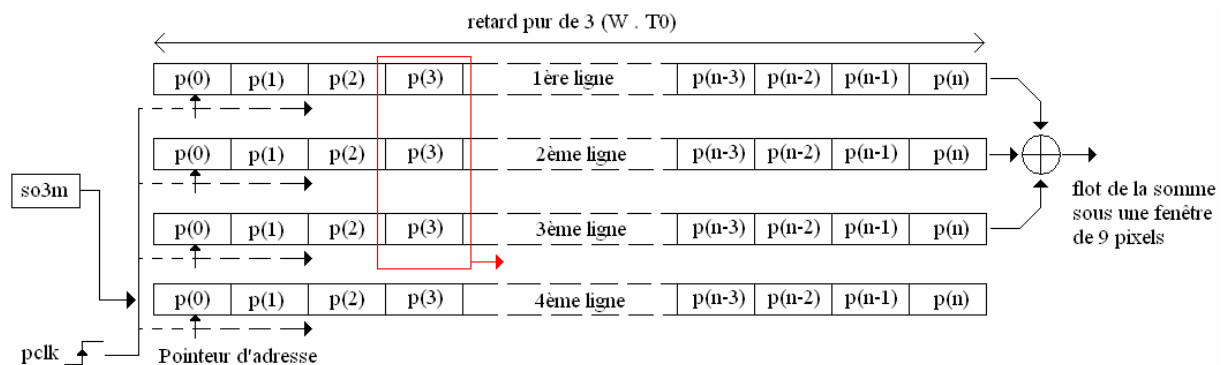 retard pur de 3 (W . T0)
p(0) p(1) p(2) p(3) 1ère ligne p(n-3) p(n-2) p(n-1) p(n)
p(0) p(1) p(2) p(3) 2ème ligne p(n-3) p(n-2) p(n-1) p(n)
so3m
flot de la somme
sous une fenêtre
de 9 pixels
p(0) p(1) p(2) p(3) 3ème ligne p(n-3) p(n-2) p(n-1) p(n)
p(0) p(1) p(2) p(3) 4ème ligne p(n-3) p(n-2) p(n-1) p(n)
pclk
Pointeur d'adresse